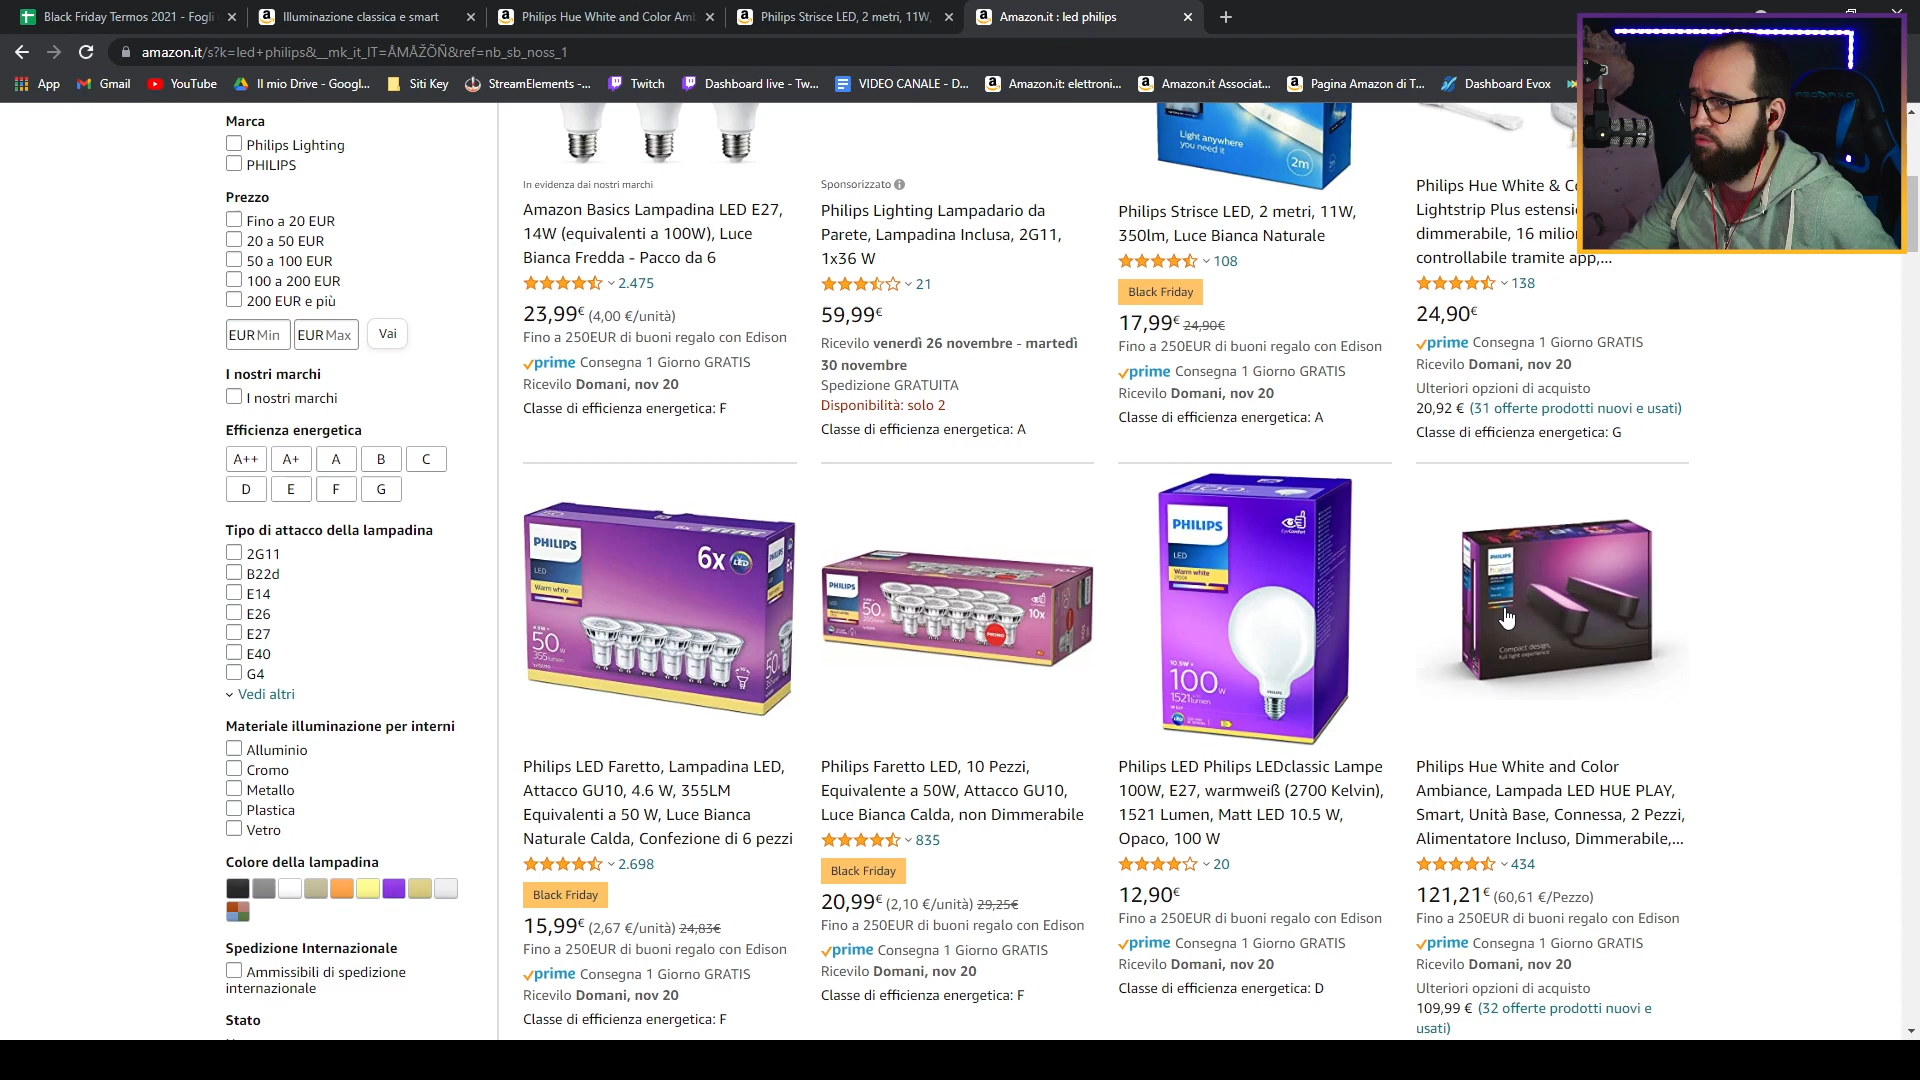 Black Friday Termos 2021 - Fogli
Illuminazione classica e smart
Philips Hue White and Color Am
Philips Strisce LED, 2 metri, 11W,
Amazon.it : led philips
amazon.it/s?k=led+philips&__mk_it_IT=ÅMÅŽÕÑ&ref=nb_sb_noss_1
App
Gmail
YouTube
Il mio Drive - Googl...
Siti Key
StreamElements -...
Twitch
Dashboard live - Tw...
VIDEO CANALE - D...
Amazon.it: elettroni...
Amazon.it Associat...
Pagina Amazon di T...
Dashboard Evox
Marca
Philips Lighting
PHILIPS
Prezzo
Fino a 20 EUR
20 a 50 EUR
50 a 100 EUR
100 a 200 EUR
200 EUR e più
EUR Min
EUR Max
Vai
I nostri marchi
I nostri marchi
Efficienza energetica
A++ A+ A B C
D E F G
Tipo di attacco della lampadina
2G11
B22d
E14
E26
E27
E40
G4
Vedi altri
Materiale illuminazione per interni
Alluminio
Cromo
Metallo
Plastica
Vetro
Colore della lampadina
Spedizione Internazionale
Ammissibili di spedizione
internazionale
Stato
In evidenza dai nostri marchi
Amazon Basics Lampadina LED E27,
14W (equivalenti a 100W), Luce
Bianca Fredda - Pacco da 6
2.475
23,99€ (4,00 €/unità)
Fino a 250EUR di buoni regalo con Edison
prime Consegna 1 Giorno GRATIS
Ricevilo Domani, nov 20
Classe di efficienza energetica: F
Sponsorizzato
Philips Lighting Lampadario da
Parete, Lampadina Inclusa, 2G11,
1x36 W
21
59,99€
Ricevilo venerdì 26 novembre - martedì
30 novembre
Spedizione GRATUITA
Disponibilità: solo 2
Classe di efficienza energetica: A
Light anywhere
you need it
2m
Philips Strisce LED, 2 metri, 11W,
350lm, Luce Bianca Naturale
108
Black Friday
17,99€ 24,90€
Fino a 250EUR di buoni regalo con Edison
prime Consegna 1 Giorno GRATIS
Ricevilo Domani, nov 20
Classe di efficienza energetica: A
Philips Hue White & C
Lightstrip Plus estensi
dimmerabile, 16 milio
controllabile tramite app,...
138
24,90€
prime Consegna 1 Giorno GRATIS
Ricevilo Domani, nov 20
Ulteriori opzioni di acquisto
20,92 € (31 offerte prodotti nuovi e usati)
Classe di efficienza energetica: G
PHILIPS
LED
Warm white
6x
LED
50W
355lumen
Philips LED Faretto, Lampadina LED,
Attacco GU10, 4.6 W, 355LM
Equivalenti a 50 W, Luce Bianca
Naturale Calda, Confezione di 6 pezzi
2.698
Black Friday
15,99€ (2,67 €/unità) 24,83€
Fino a 250EUR di buoni regalo con Edison
prime Consegna 1 Giorno GRATIS
Ricevilo Domani, nov 20
Classe di efficienza energetica: F
PHILIPS
50
10x
PROMO
Philips Faretto LED, 10 Pezzi,
Equivalente a 50W, Attacco GU10,
Luce Bianca Calda, non Dimmerabile
835
Black Friday
20,99€ (2,10 €/unità) 29,25€
Fino a 250EUR di buoni regalo con Edison
prime Consegna 1 Giorno GRATIS
Ricevilo Domani, nov 20
Classe di efficienza energetica: F
PHILIPS
LED
Warm white
10.5W =
100W
1521lumen
Philips LED Philips LEDclassic Lampe
100W, E27, warmweiß (2700 Kelvin),
1521 Lumen, Matt LED 10.5 W,
Opaco, 100 W
20
12,90€
Fino a 250EUR di buoni regalo con Edison
prime Consegna 1 Giorno GRATIS
Ricevilo Domani, nov 20
Classe di efficienza energetica: D
PHILIPS
Compact design,
full light experience
Philips Hue White and Color
Ambiance, Lampada LED HUE PLAY,
Smart, Unità Base, Connessa, 2 Pezzi,
Alimentatore Incluso, Dimmerabile,...
434
121,21€ (60,61 €/Pezzo)
Fino a 250EUR di buoni regalo con Edison
prime Consegna 1 Giorno GRATIS
Ricevilo Domani, nov 20
Ulteriori opzioni di acquisto
109,99 € (32 offerte prodotti nuovi e
usati)